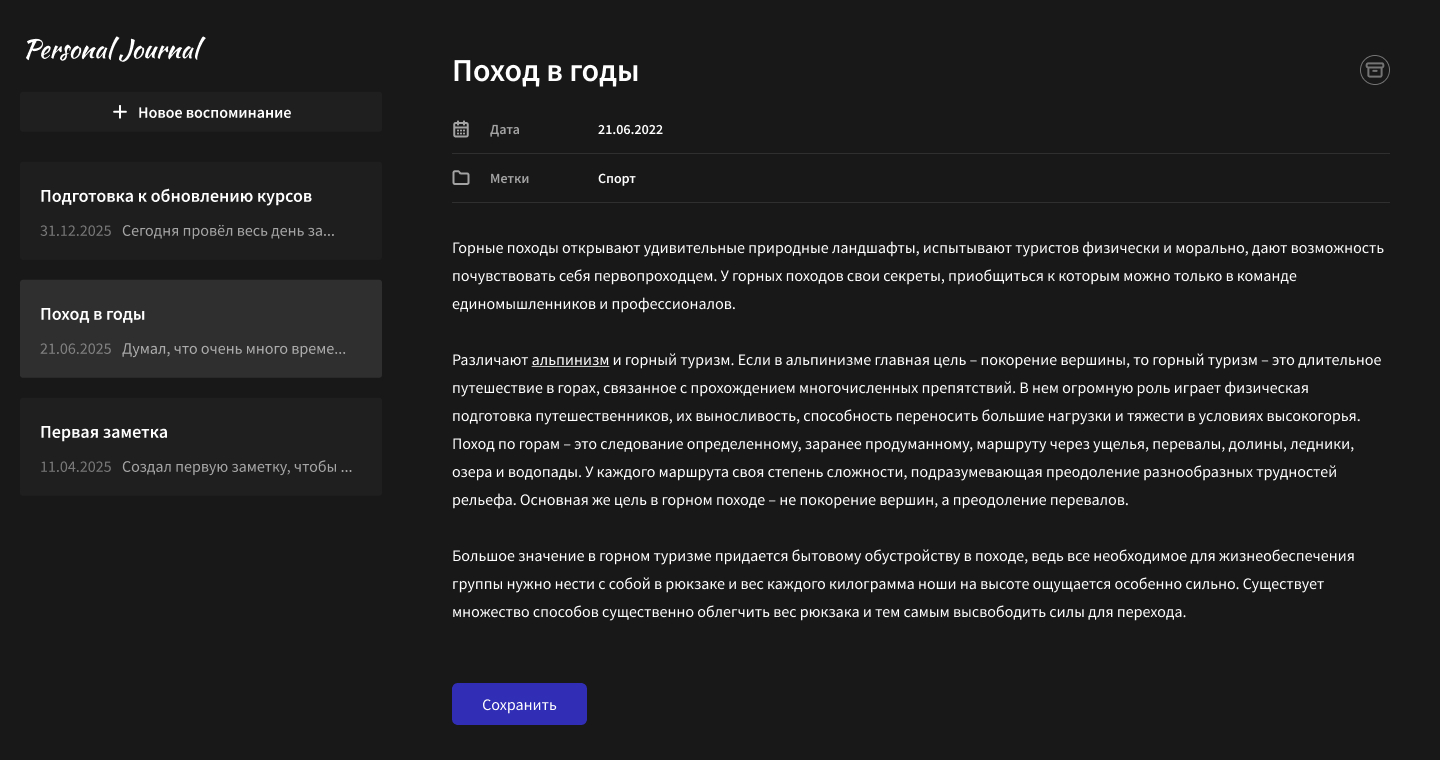 Personal Journal
Новое воспоминание
Подготовка к обновлению курсов
31.12.2025 Сегодня провёл весь день за...
Поход в годы
21.06.2025 Думал, что очень много време...
Первая заметка
11.04.2025 Создал первую заметку, чтобы ...
Поход в годы
Дата 21.06.2022
Метки Спорт
Горные походы открывают удивительные природные ландшафты, испытывают туристов физически и морально, дают возможность
почувствовать себя первопроходцем. У горных походов свои секреты, приобщиться к которым можно только в команде
единомышленников и профессионалов.
Различают альпинизм и горный туризм. Если в альпинизме главная цель – покорение вершины, то горный туризм – это длительное
путешествие в горах, связанное с прохождением многочисленных препятствий. В нем огромную роль играет физическая
подготовка путешественников, их выносливость, способность переносить большие нагрузки и тяжести в условиях высокогорья.
Поход по горам – это следование определенному, заранее продуманному, маршруту через ущелья, перевалы, долины, ледники,
озера и водопады. У каждого маршрута своя степень сложности, подразумевающая преодоление разнообразных трудностей
рельефа. Основная же цель в горном походе – не покорение вершин, а преодоление перевалов.
Большое значение в горном туризме придается бытовому обустройству в походе, ведь все необходимое для жизнеобеспечения
группы нужно нести с собой в рюкзаке и вес каждого килограмма ноши на высоте ощущается особенно сильно. Существует
множество способов существенно облегчить вес рюкзака и тем самым высвободить силы для перехода.
Сохранить